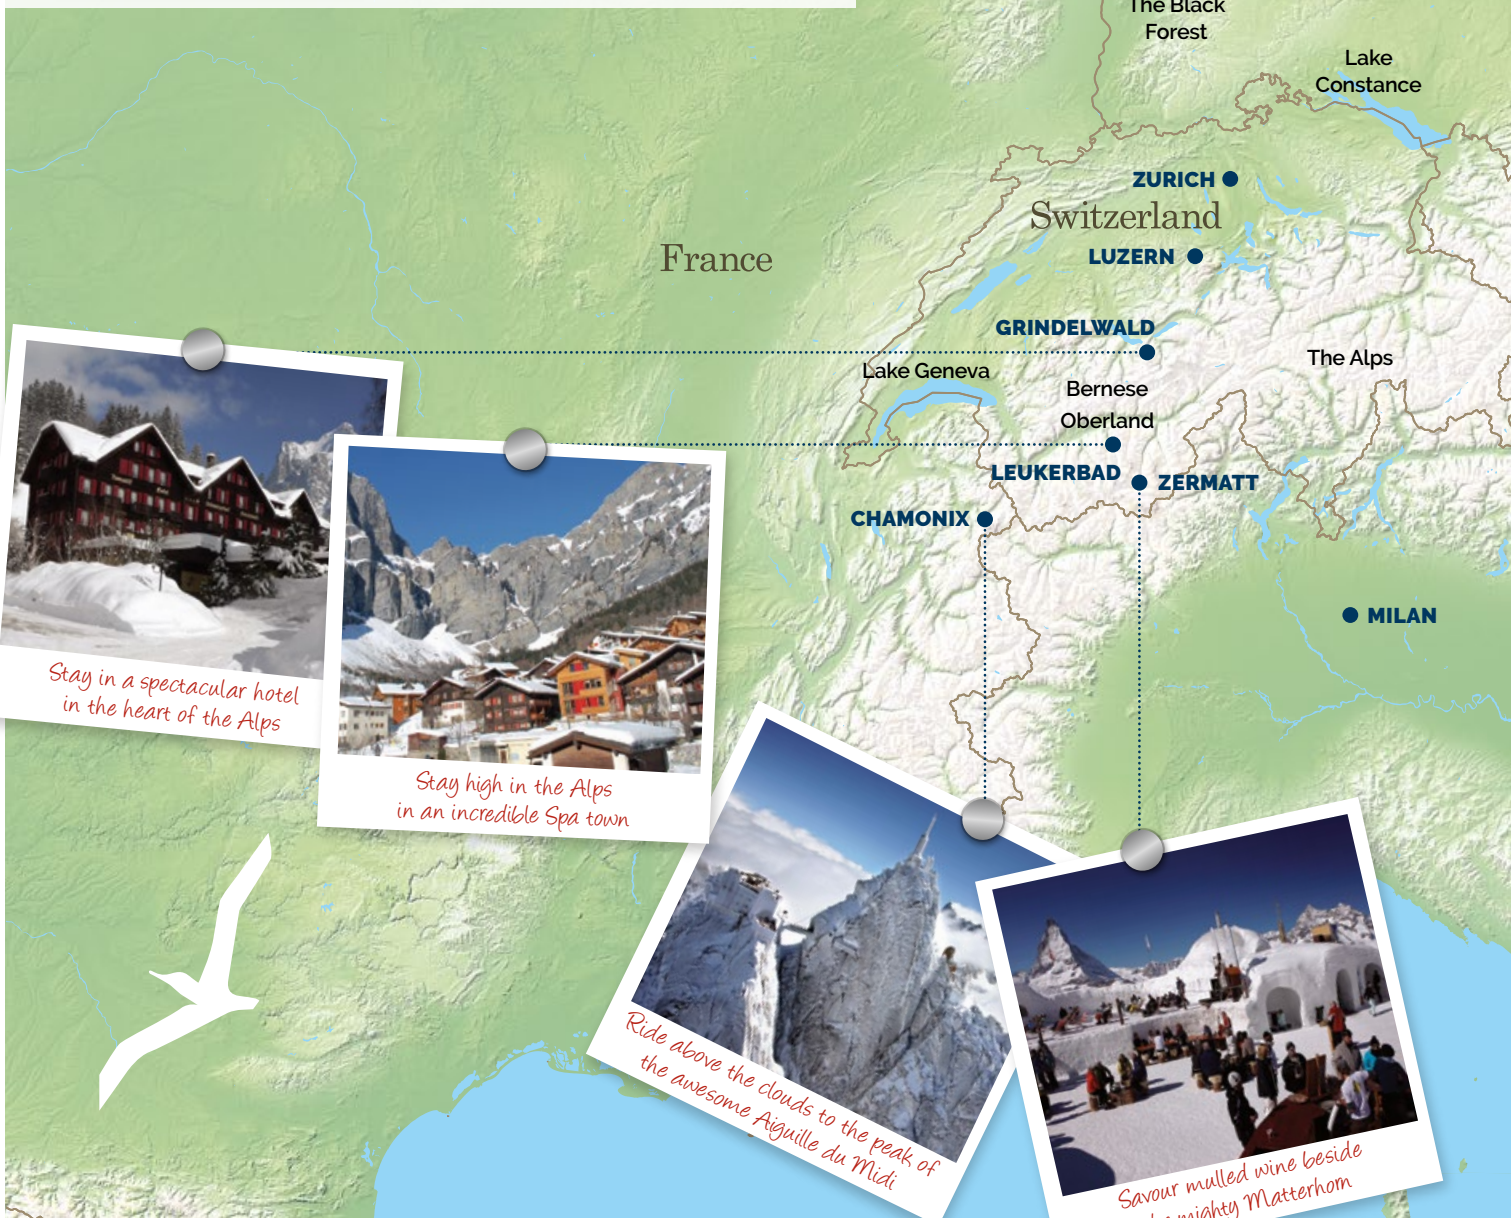 The Black
Forest
Lake
Constance
ZURICH
Switzerland
LUZERN
France
GRINDELWALD
Lake Geneva
The Alps
Bernese
Oberland
LEUKERBAD
ZERMATT
CHAMONIX
MILAN
Stay in a spectacular hotel
in the heart of the Alps
Stay high in the Alps
in an incredible Spa town
Ride above the clouds to the peak of
the awesome Aiguille du Midi
Savour mulled wine beside
mighty Matterhorn